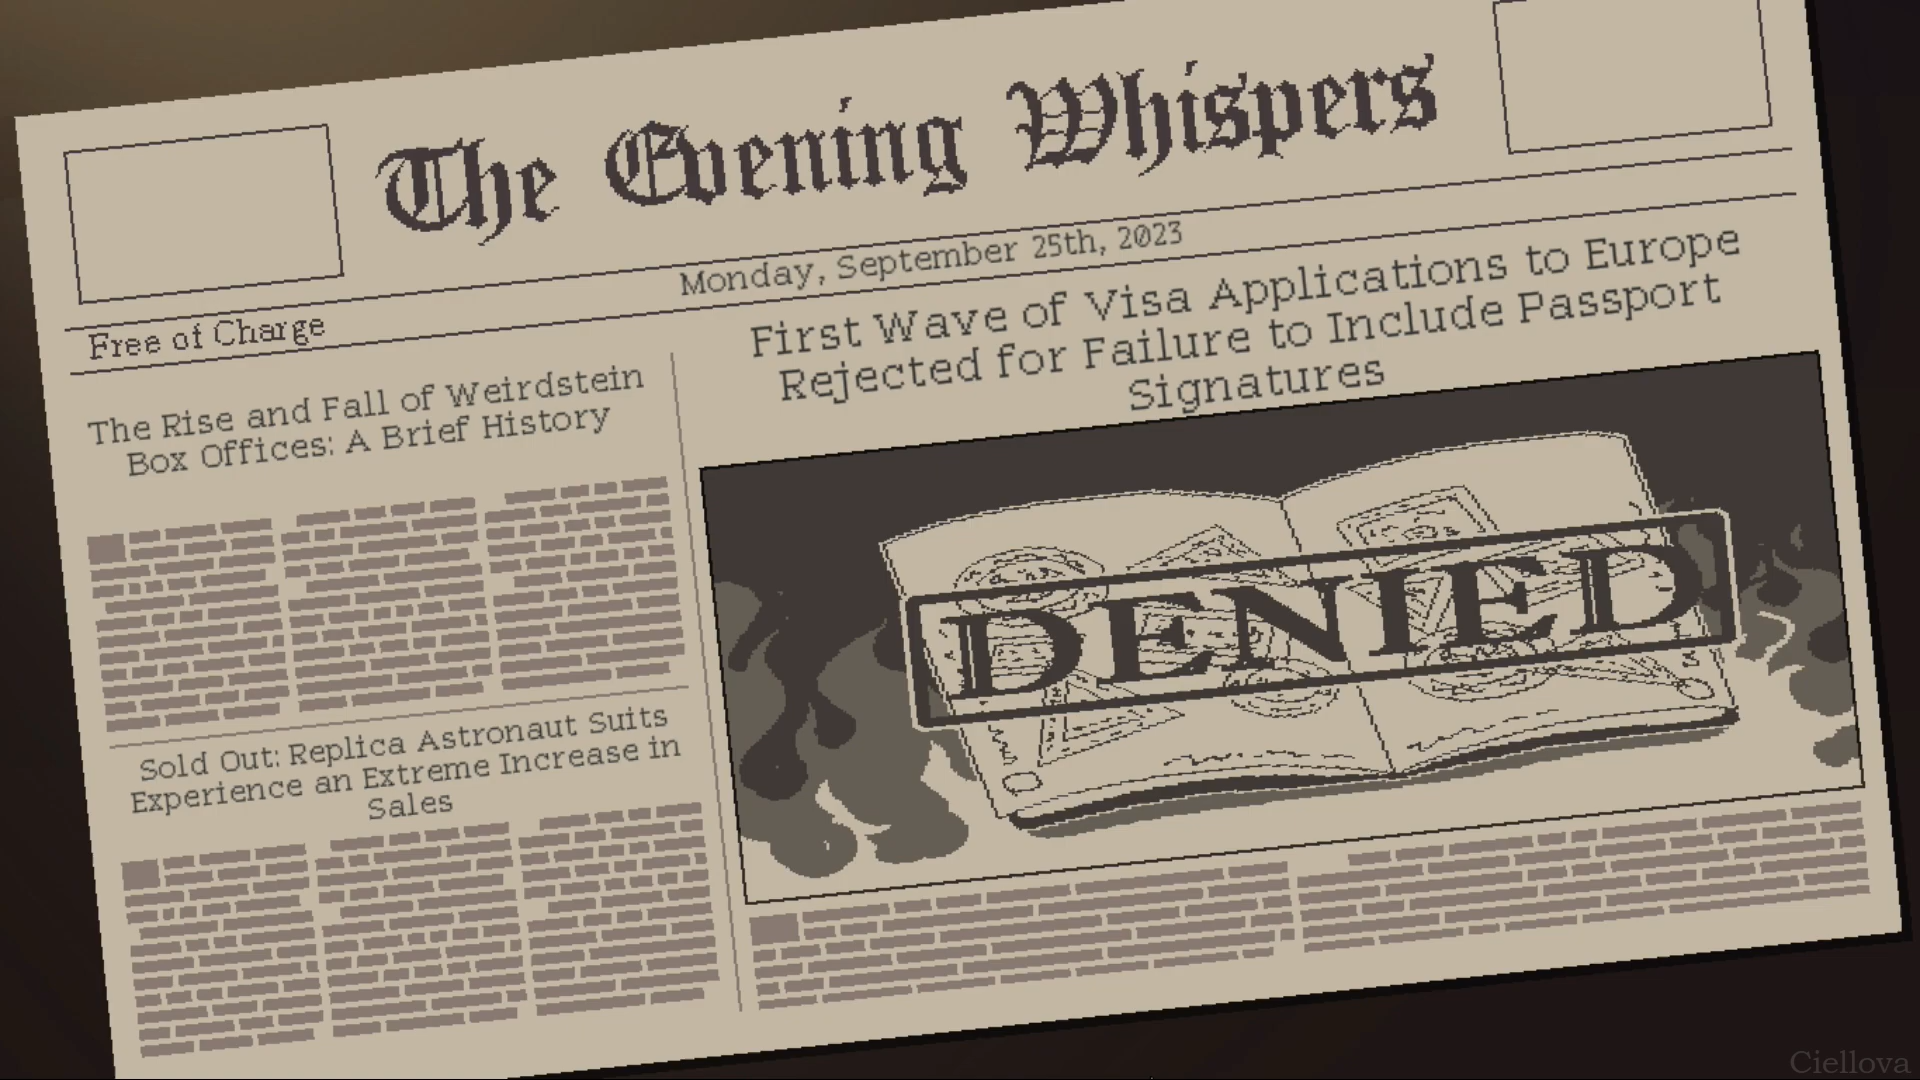 The Evening Whispers
Monday, September 25th, 2023
Free of Charge
The Rise and Fall of Weirdstein
Box Offices: A Brief History
Sold Out: Replica Astronaut Suits
Experience an Extreme Increase in
Sales
First Wave of Visa Applications to Europe
Rejected for Failure to Include Passport
Signatures
DENIED
Ciellova